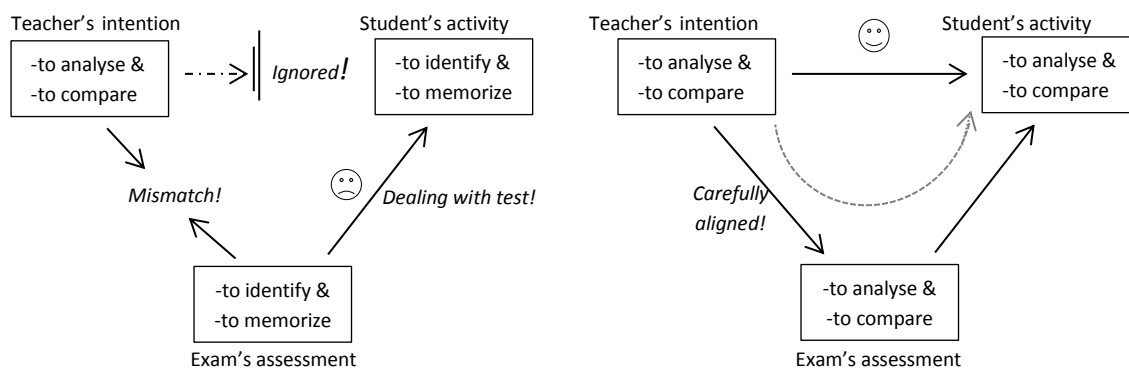 Teacher's intention
-to analyse &
-to compare
Ignored!
Student's activity
-to identify &
-to memorize
Mismatch!
Dealing with test!
-to identify &
-to memorize
Exam's assessment
Teacher's intention
-to analyse &
-to compare
Student's activity
-to analyse &
-to compare
Carefully
aligned!
-to analyse &
-to compare
Exam's assessment